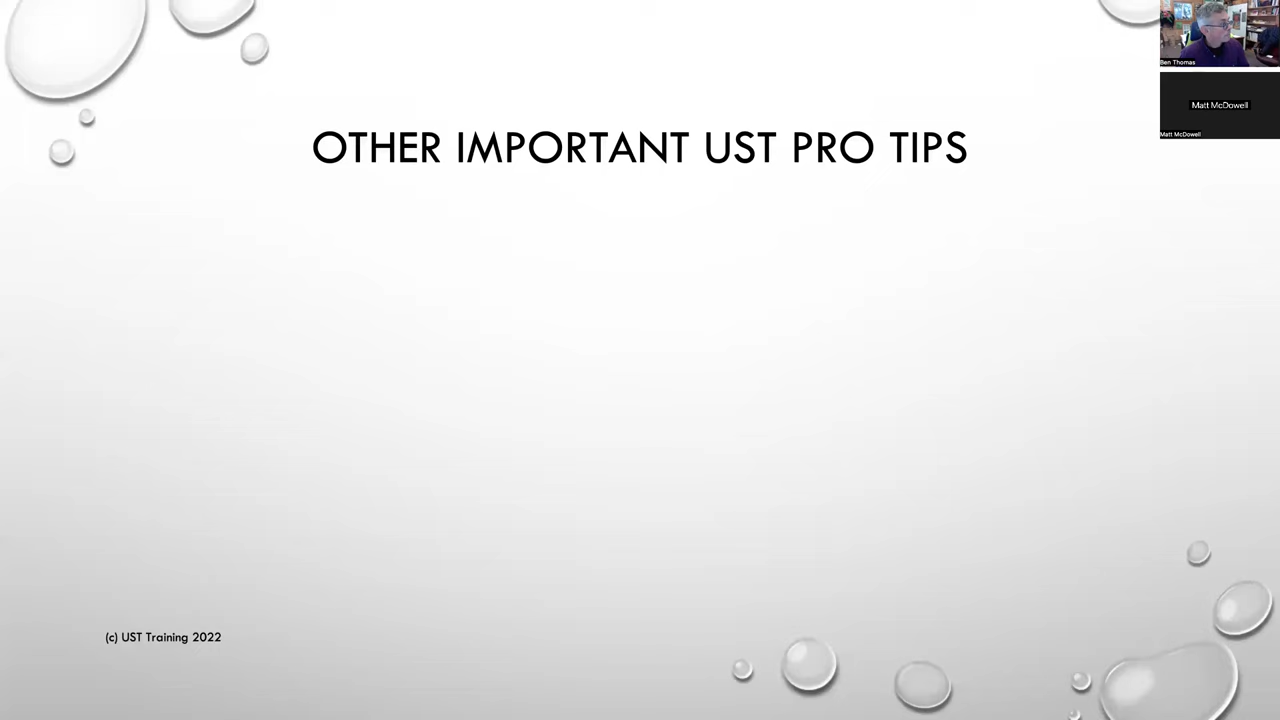 OTHER IMPORTANT UST PRO TIPS
Ben Thomas
Matt McDowell
Matt McDowell
(c) UST Training 2022